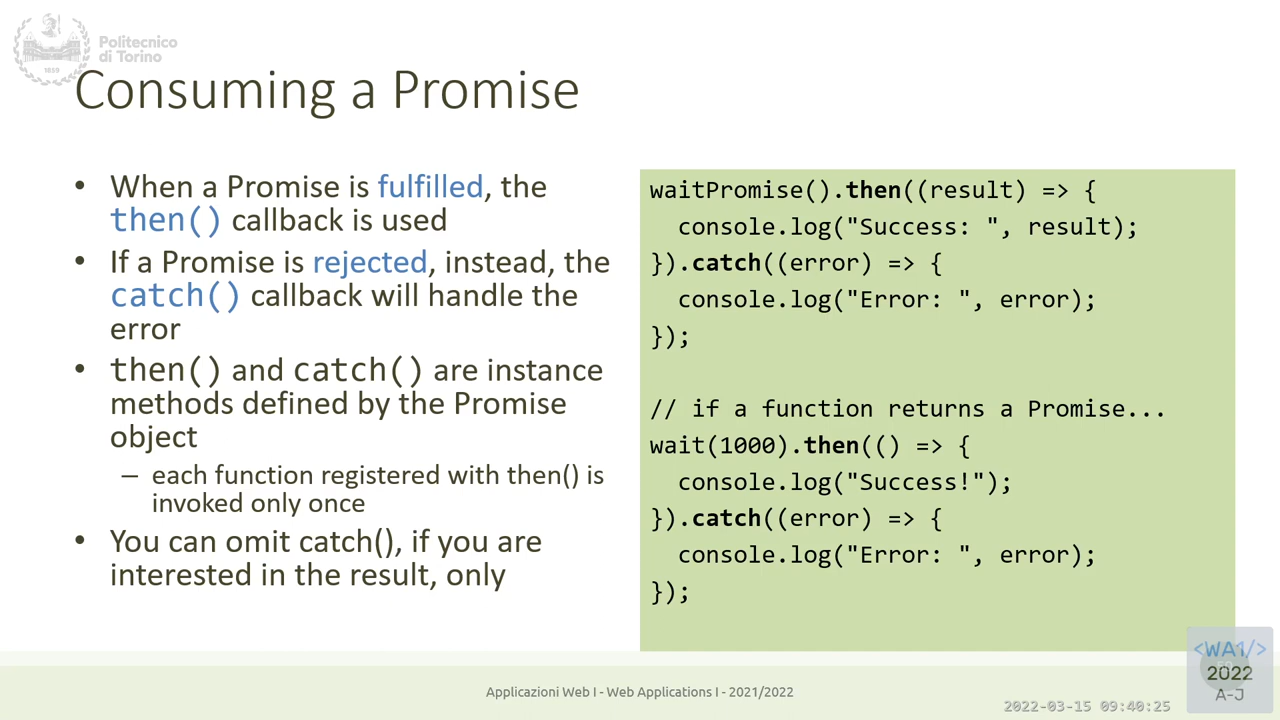 Politecnico
di Torino
1859
Consuming a Promise
• When a Promise is fulfilled, the
then() callback is used
• If a Promise is rejected, instead, the
catch() callback will handle the
error
• then() and catch() are instance
methods defined by the Promise
object
– each function registered with then() is
invoked only once
• You can omit catch(), if you are
interested in the result, only
waitPromise().then((result) => {
  console.log("Success: ", result);
}).catch((error) => {
  console.log("Error: ", error);
});
// if a function returns a Promise...
wait(1000).then(() => {
  console.log("Success!");
}).catch((error) => {
  console.log("Error: ", error);
});
Applicazioni Web I - Web Applications I - 2021/2022
2022-03-15 09:40:25
<WA1/>
2022
A-J